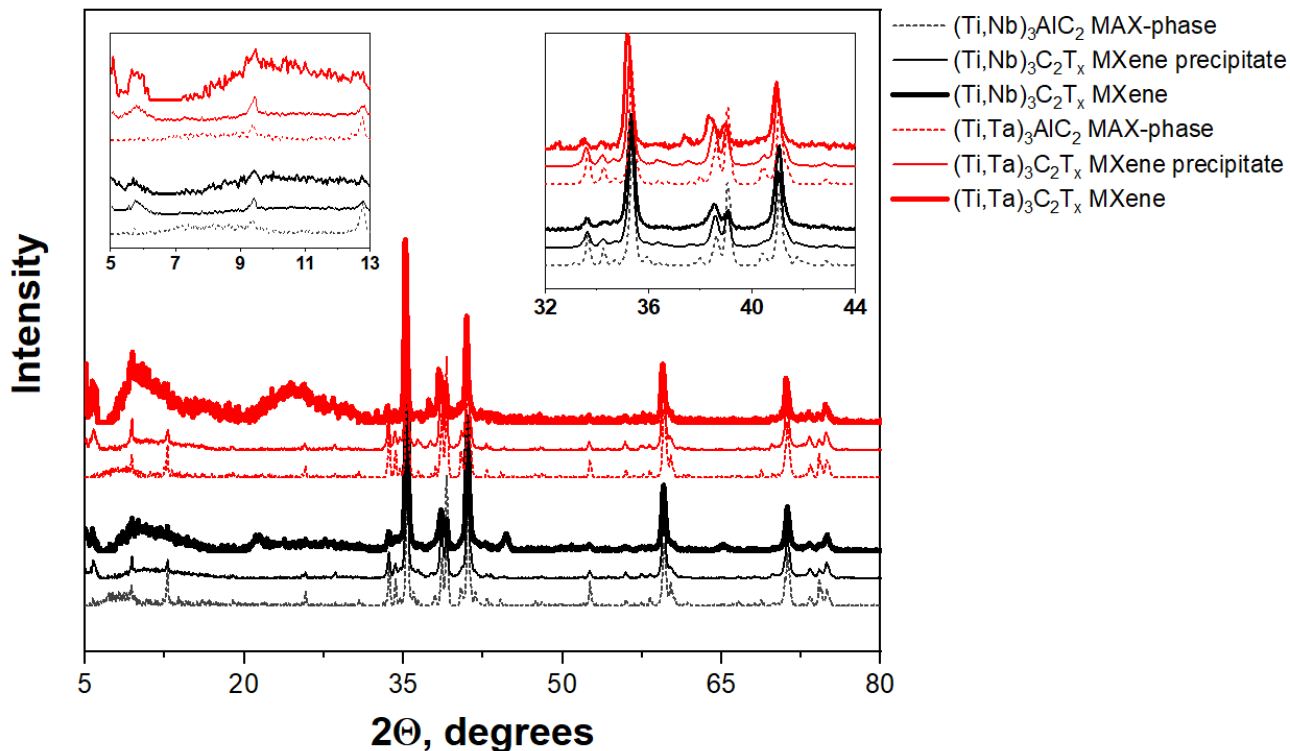 5 7 9 11 13
32 36 40 44
(Ti,Nb)₃AlC₂ MAX-phase
(Ti,Nb)₃C₂Tₓ MXene precipitate
(Ti,Nb)₃C₂Tₓ MXene
(Ti,Ta)₃AlC₂ MAX-phase
(Ti,Ta)₃C₂Tₓ MXene precipitate
(Ti,Ta)₃C₂Tₓ MXene
Intensity
5 20 35 50 65 80
2Θ, degrees